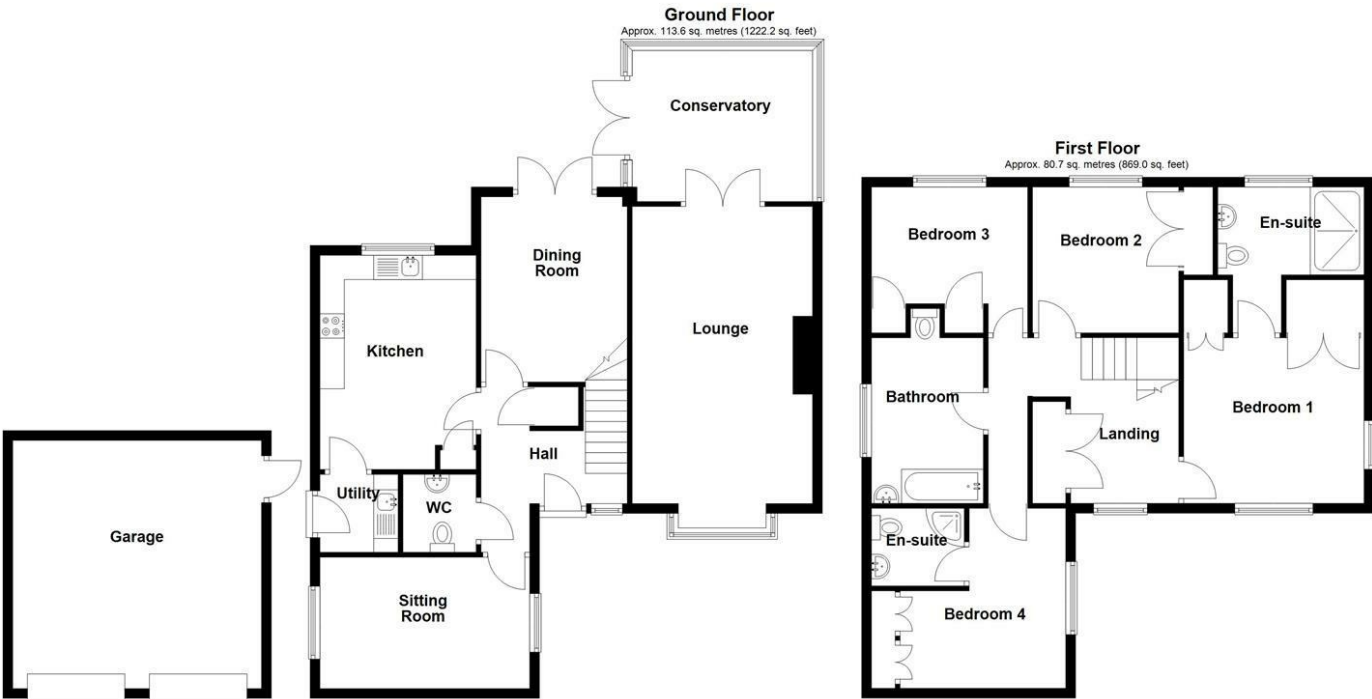 Ground Floor
Approx. 113.6 sq. metres (1222.2 sq. feet)
Conservatory
Dining
Room
Lounge
Kitchen
Hall
Utility
WC
Garage
Sitting
Room
First Floor
Approx. 80.7 sq. metres (869.0 sq. feet)
Bedroom 3
Bedroom 2
En-suite
Bathroom
Landing
Bedroom 1
En-suite
Bedroom 4